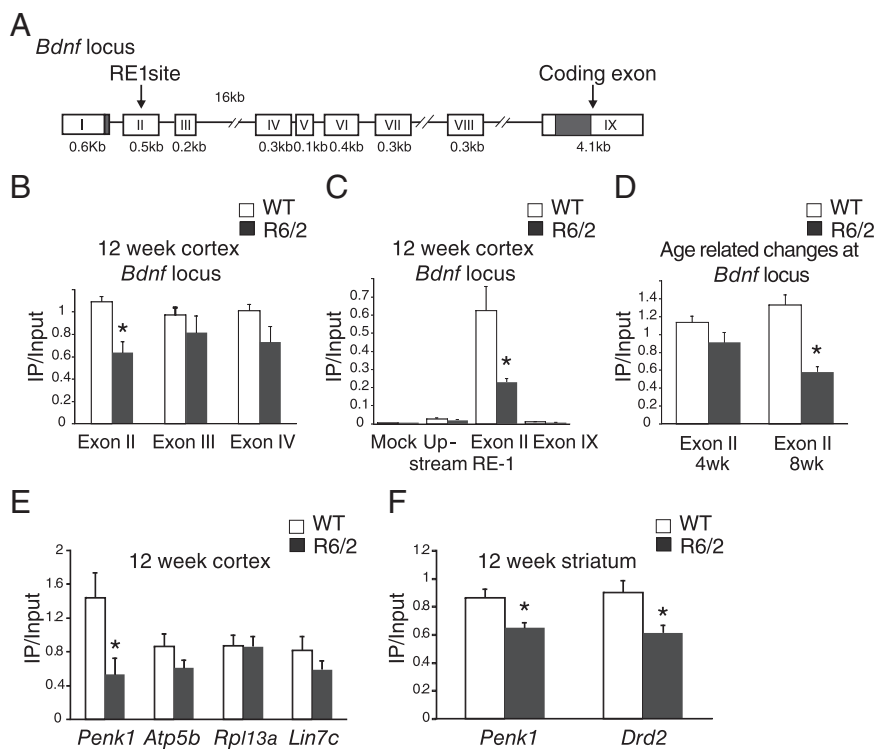 A
Bdnf locus
RE1site
16kb
Coding exon
I II III IV V VI VII VIII IX
0.6Kb 0.5kb 0.2kb 0.3kb 0.1kb 0.4kb 0.3kb 0.3kb 4.1kb
B
WT
R6/2
12 week cortex
Bdnf locus
IP/Input
1
0.8
0.6
0.4
0.2
0
*
Exon II Exon III Exon IV
C
WT
R6/2
12 week cortex
Bdnf locus
IP/Input
0.8
0.7
0.6
0.5
0.4
0.3
0.2
0.1
0
*
Mock Up- Exon II Exon IX
stream RE-1
D
WT
R6/2
Age related changes at
Bdnf locus
IP/Input
1.4
1.2
1
0.8
0.6
0.4
0.2
0
*
Exon II Exon II
4wk 8wk
E
WT
R6/2
12 week cortex
IP/Input
2
1.6
1.2
0.8
0.4
0
*
Penk1 Atp5b Rpl13a Lin7c
F
WT
R6/2
12 week striatum
IP/Input
1.2
1
0.8
0.6
0.4
0.2
0
* *
Penk1 Drd2